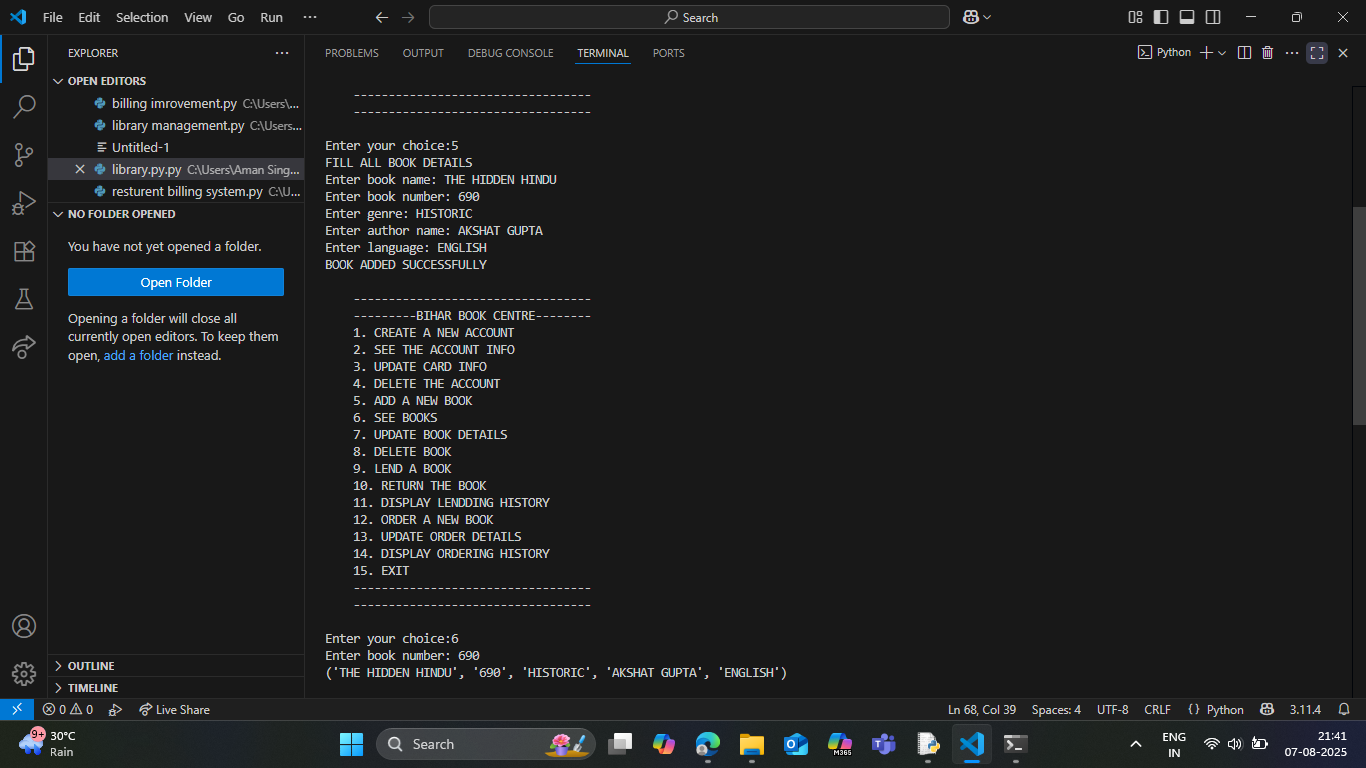 File Edit Selection View Go Run ···
Search
EXPLORER ···
OPEN EDITORS
billing imrovement.py C:\Users\...
library management.py C:\Users...
Untitled-1
library.py.py C:\Users\Aman Sing...
resturent billing system.py C:\U...
NO FOLDER OPENED
You have not yet opened a folder.
Open Folder
Opening a folder will close all
currently open editors. To keep them
open, add a folder instead.
OUTLINE
TIMELINE
PROBLEMS OUTPUT DEBUG CONSOLE TERMINAL PORTS
Python
----------------------------------
----------------------------------
Enter your choice:5
FILL ALL BOOK DETAILS
Enter book name: THE HIDDEN HINDU
Enter book number: 690
Enter genre: HISTORIC
Enter author name: AKSHAT GUPTA
Enter language: ENGLISH
BOOK ADDED SUCCESSFULLY
----------------------------------
---------BIHAR BOOK CENTRE--------
1. CREATE A NEW ACCOUNT
2. SEE THE ACCOUNT INFO
3. UPDATE CARD INFO
4. DELETE THE ACCOUNT
5. ADD A NEW BOOK
6. SEE BOOKS
7. UPDATE BOOK DETAILS
8. DELETE BOOK
9. LEND A BOOK
10. RETURN THE BOOK
11. DISPLAY LENDDING HISTORY
12. ORDER A NEW BOOK
13. UPDATE ORDER DETAILS
14. DISPLAY ORDERING HISTORY
15. EXIT
----------------------------------
----------------------------------
Enter your choice:6
Enter book number: 690
('THE HIDDEN HINDU', '690', 'HISTORIC', 'AKSHAT GUPTA', 'ENGLISH')
0 0 Live Share Ln 68, Col 39 Spaces: 4 UTF-8 CRLF {} Python 3.11.4
9+ 30°C
Rain
Search
M365
ENG
IN
21:41
07-08-2025